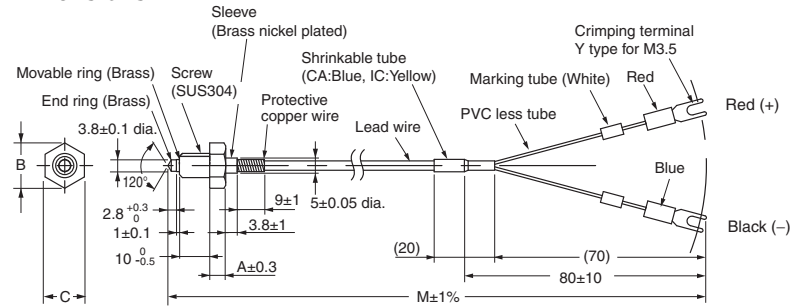 Sleeve
(Brass nickel plated)
Crimping terminal
Y type for M3.5
Shrinkable tube
(CA:Blue, IC:Yellow)
Movable ring (Brass)
Screw
(SUS304)
Marking tube (White)
Red
End ring (Brass)
Protective
copper wire
PVC less tube
Red (+)
3.8±0.1 dia.
Lead wire
B
120°
Blue
9±1
5±0.05 dia.
2.8 +0.3 0
3.8±1
Black (−)
1±0.1
(20)
(70)
10 0 -0.5
A±0.3
80±10
C
M±1%